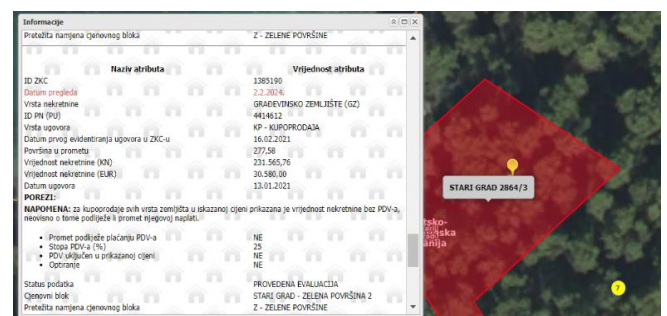 Informacije
Pretežita namjena cjenovnog bloka Z - ZELENE POVRŠINE
Naziv atributa Vrijednost atributa
ID ZKC 1385190
Datum pregleda 2.2.2024.
Vrsta nekretnine GRAĐEVINSKO ZEMLJIŠTE (GZ)
ID PN (PU) 4414612
Vrsta ugovora KP - KUPOPRODAJA
Datum prvog evidentiranja ugovora u ZKC-u 16.02.2021
Površina u prometu 277,58
Vrijednost nekretnine (KN) 231.565,76
Vrijednost nekretnine (EUR) 30.580,00
Datum ugovora 13.01.2021
POREZI:
NAPOMENA: za kupoprodaje svih vrsta zemljišta u iskazanoj cijeni prikazana je vrijednost nekretnine bez PDV-a,
neovisno o tome podliježe li promet njegovoj naplati.
• Promet podliježe plaćanju PDV-a NE
• Stopa PDV-a (%) 25
• PDV uključen u prikazanoj cijeni NE
• Optiranje NE
Status podatka PROVEDENA EVALUACIJA
Cjenovni blok STARI GRAD - ZELENA POVRŠINA 2
Pretežita namjena cjenovnog bloka Z - ZELENE POVRŠINE
STARI GRAD 2864/3
7